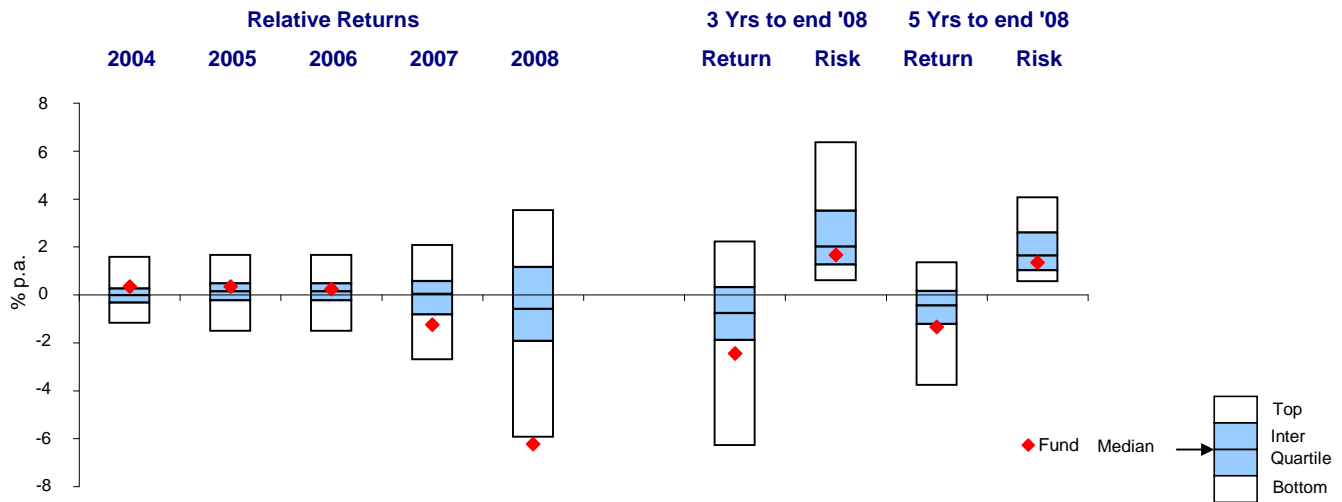 Relative Returns 3 Yrs to end '08 5 Yrs to end '08
2004 2005 2006 2007 2008 Return Risk Return Risk
8
6
4
2
0
-2
-4
-6
-8
% p.a.
Fund Median
Top
Inter
Quartile
Bottom